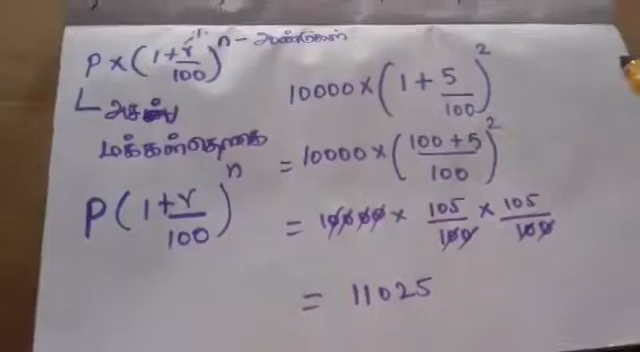 P × (1 + r/100)^n – ஆண்டுகள்
மக்கள்தொகை
P (1 + r/100)^n
10000 × (1 + 5/100)^2
= 10000 × (100 + 5/100)^2
= 10000 × 105/100 × 105/100
= 11025